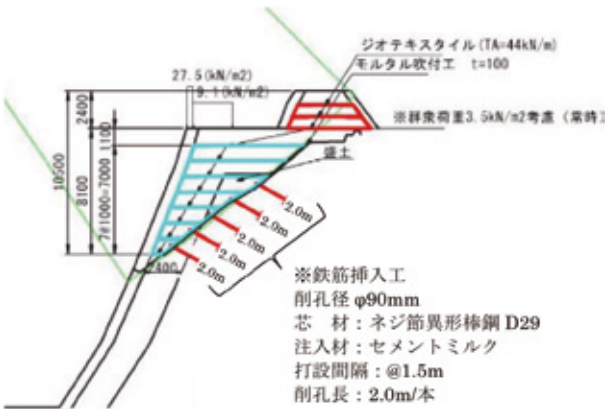 ジオテキスタイル(TA=44kN/m)
モルタル吹付工 t=100
27.5(kN/m2)
9.1(kN/m2)
※群衆荷重3.5kN/m2考慮（常時）
2400
1100
10500
8100
7@1000=7000
盛土
2.0m
2.0m
2.0m
2.0m
2.0m
2400
※鉄筋挿入工
削孔径 φ90mm
芯　材：ネジ節異形棒鋼 D29
注入材：セメントミルク
打設間隔：@1.5m
削孔長：2.0m/本